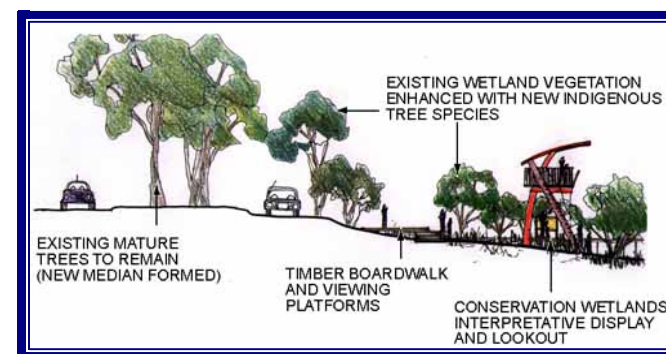 EXISTING WETLAND VEGETATION
ENHANCED WITH NEW INDIGENOUS
TREE SPECIES
EXISTING MATURE
TREES TO REMAIN
(NEW MEDIAN FORMED)
TIMBER BOARDWALK
AND VIEWING
PLATFORMS
CONSERVATION WETLANDS
INTERPRETATIVE DISPLAY
AND LOOKOUT